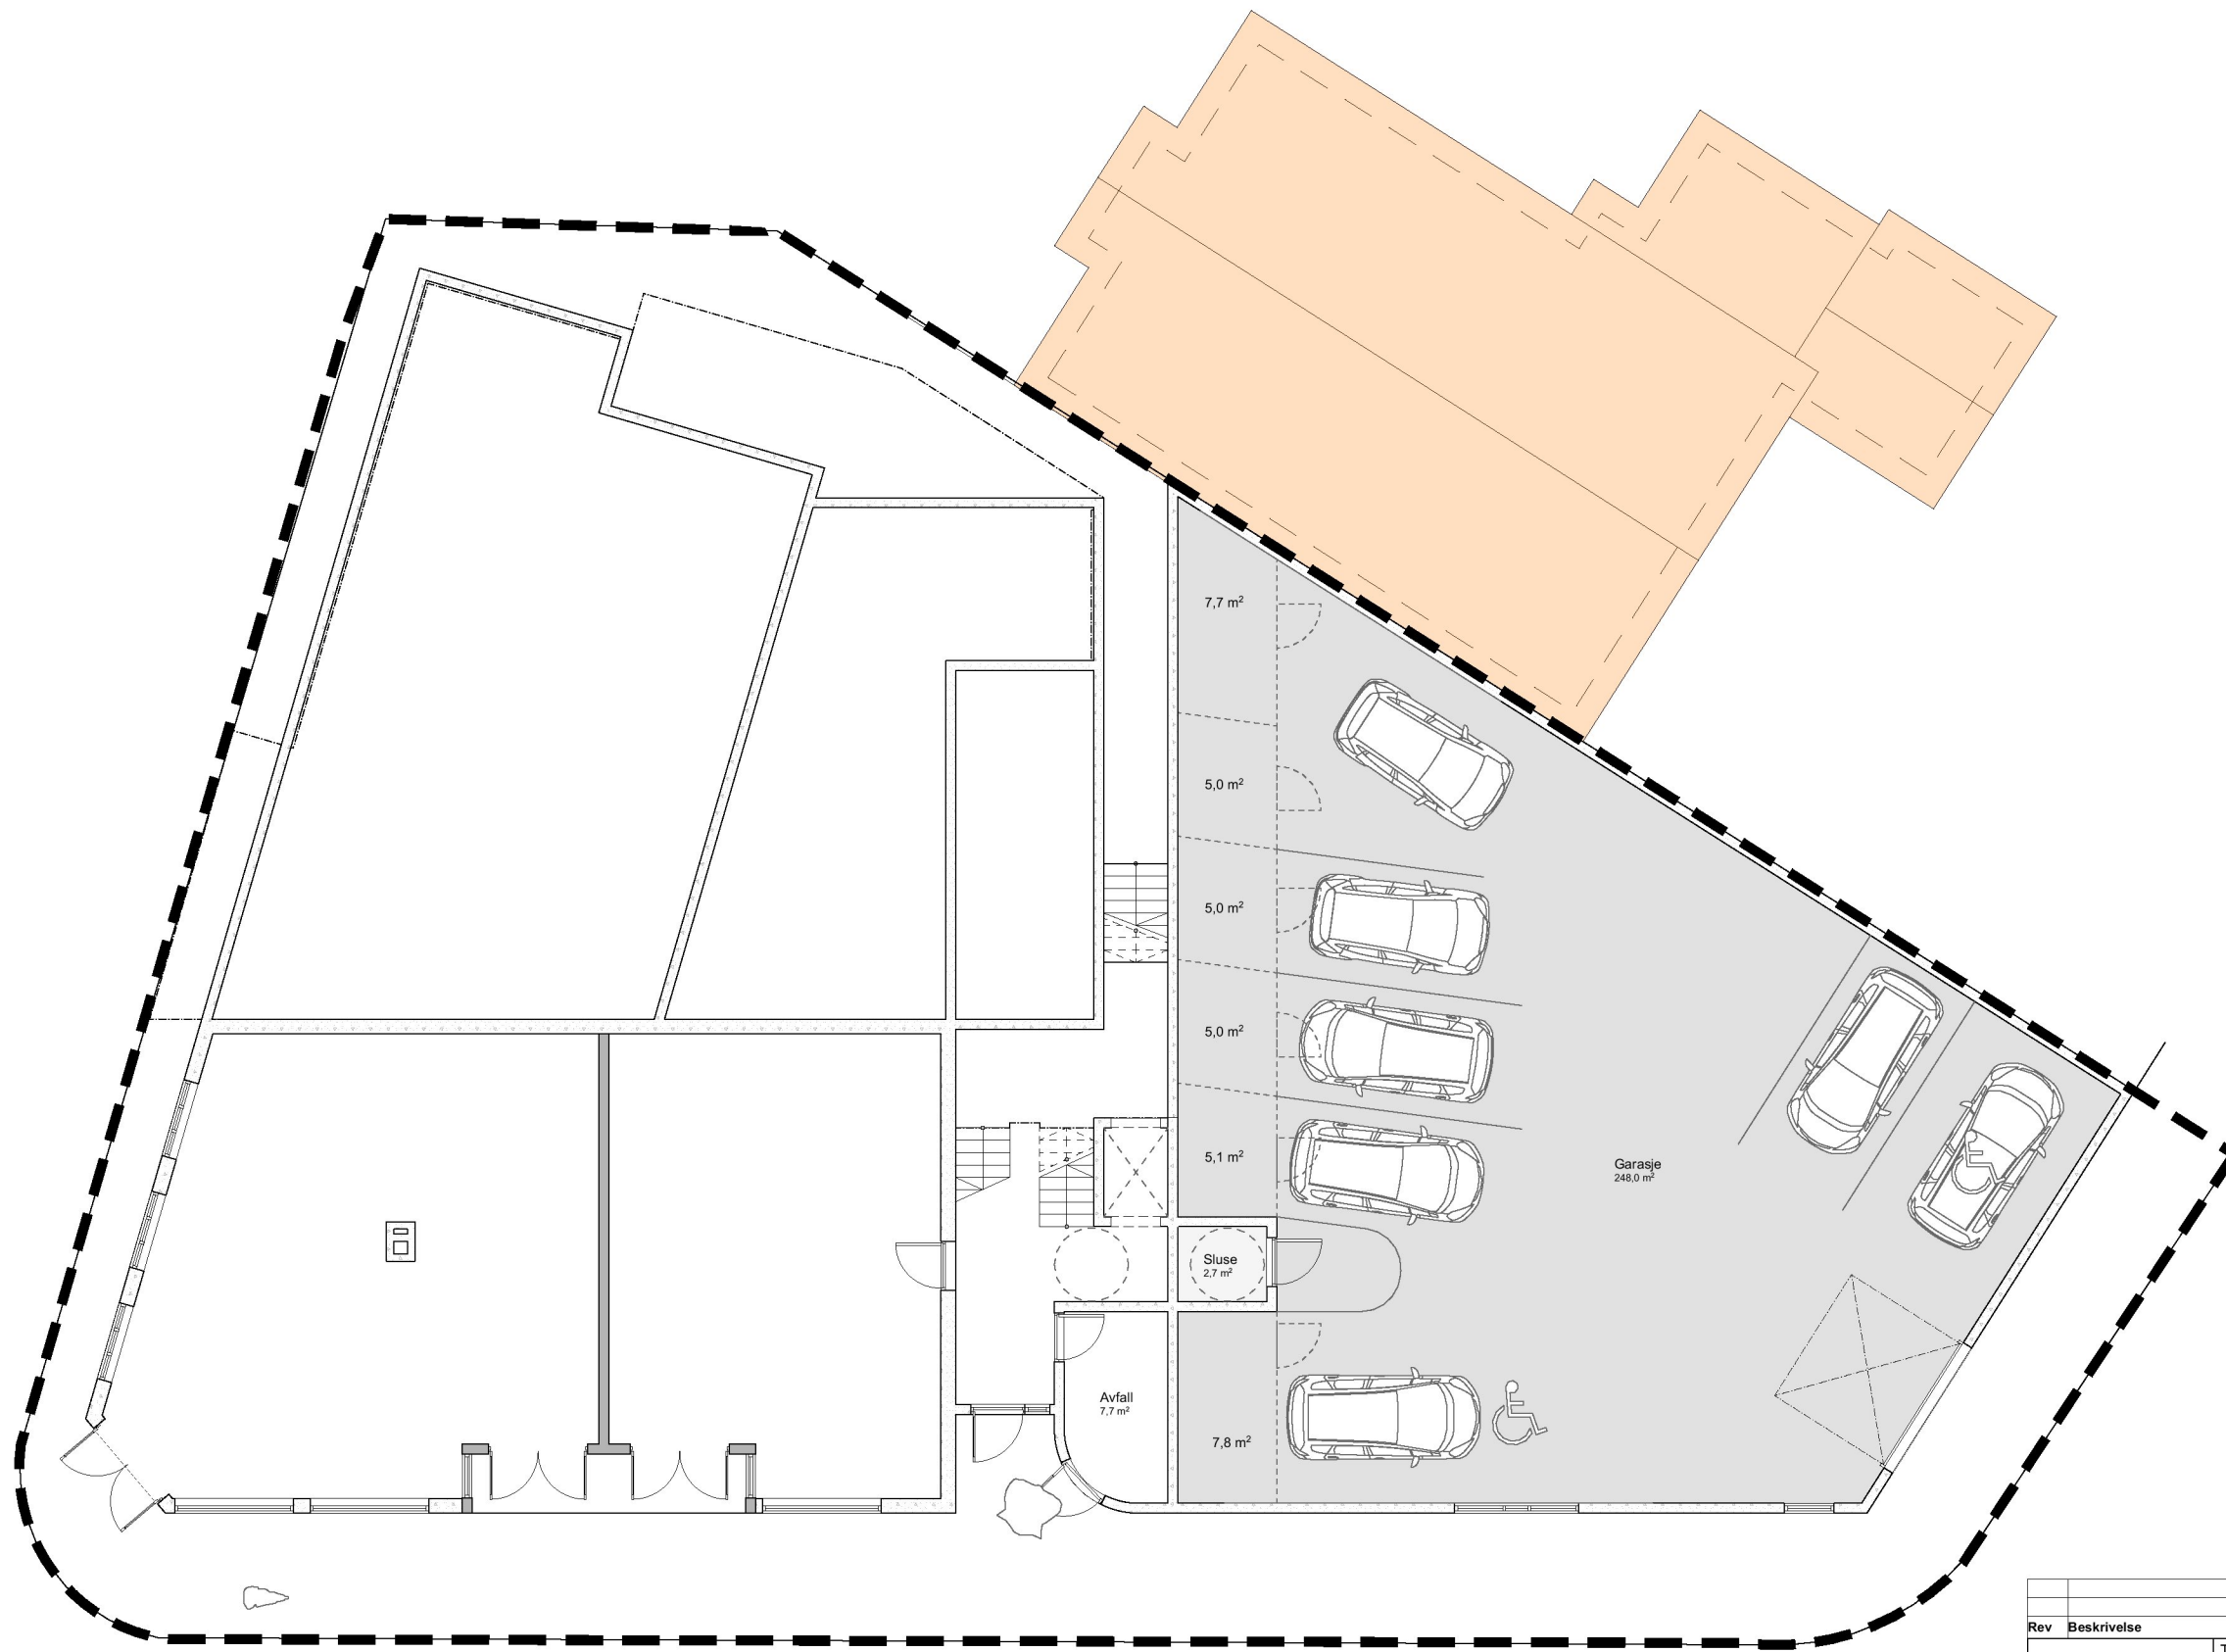 7,7 m²
5,0 m²
5,0 m²
5,0 m²
5,1 m²
Garasje
248,0 m²
Sluse
2,7 m²
Avfall
7,7 m²
7,8 m²
Rev Beskrivelse